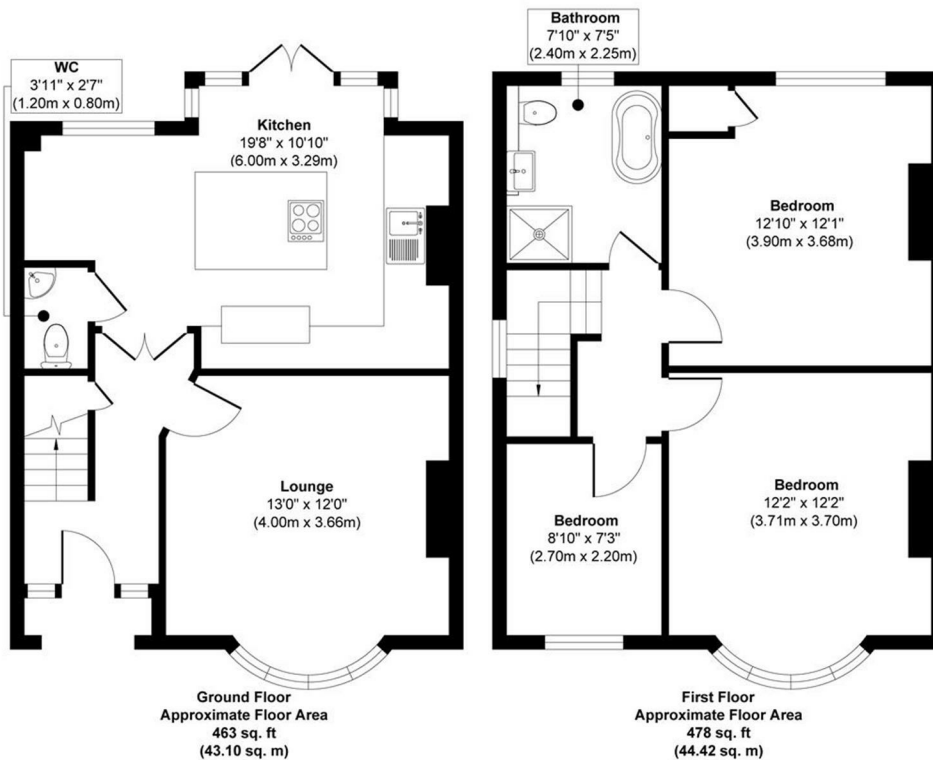 WC
3'11" x 2'7"
(1.20m x 0.80m)
Kitchen
19'8" x 10'10"
(6.00m x 3.29m)
Lounge
13'0" x 12'0"
(4.00m x 3.66m)
Ground Floor
Approximate Floor Area
463 sq. ft
(43.10 sq. m)
Bathroom
7'10" x 7'5"
(2.40m x 2.25m)
Bedroom
12'10" x 12'1"
(3.90m x 3.68m)
Bedroom
12'2" x 12'2"
(3.71m x 3.70m)
Bedroom
8'10" x 7'3"
(2.70m x 2.20m)
First Floor
Approximate Floor Area
478 sq. ft
(44.42 sq. m)